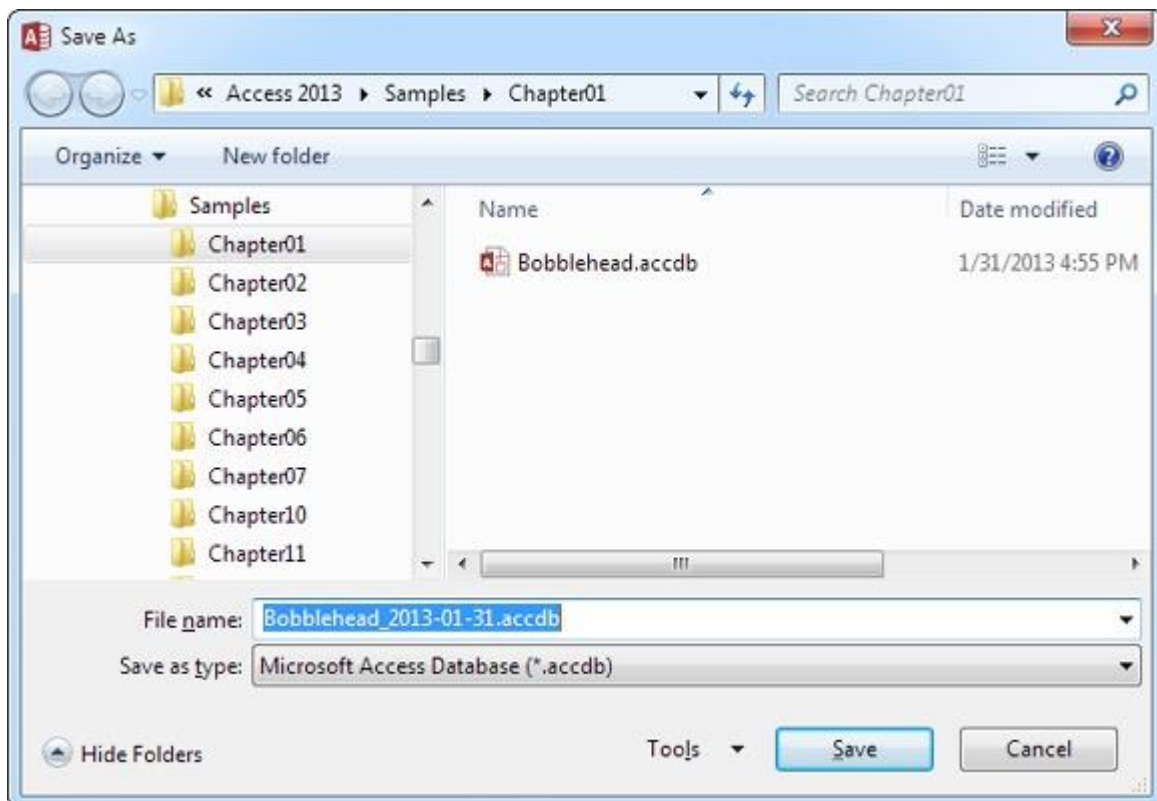 Save As
« Access 2013 ▸ Samples ▸ Chapter01
Search Chapter01
Organize
New folder
Samples
Chapter01
Chapter02
Chapter03
Chapter04
Chapter05
Chapter06
Chapter07
Chapter10
Chapter11
Name
Date modified
Bobblehead.accdb
1/31/2013 4:55 PM
File name: Bobblehead_2013-01-31.accdb
Save as type: Microsoft Access Database (*.accdb)
Hide Folders
Tools
Save
Cancel